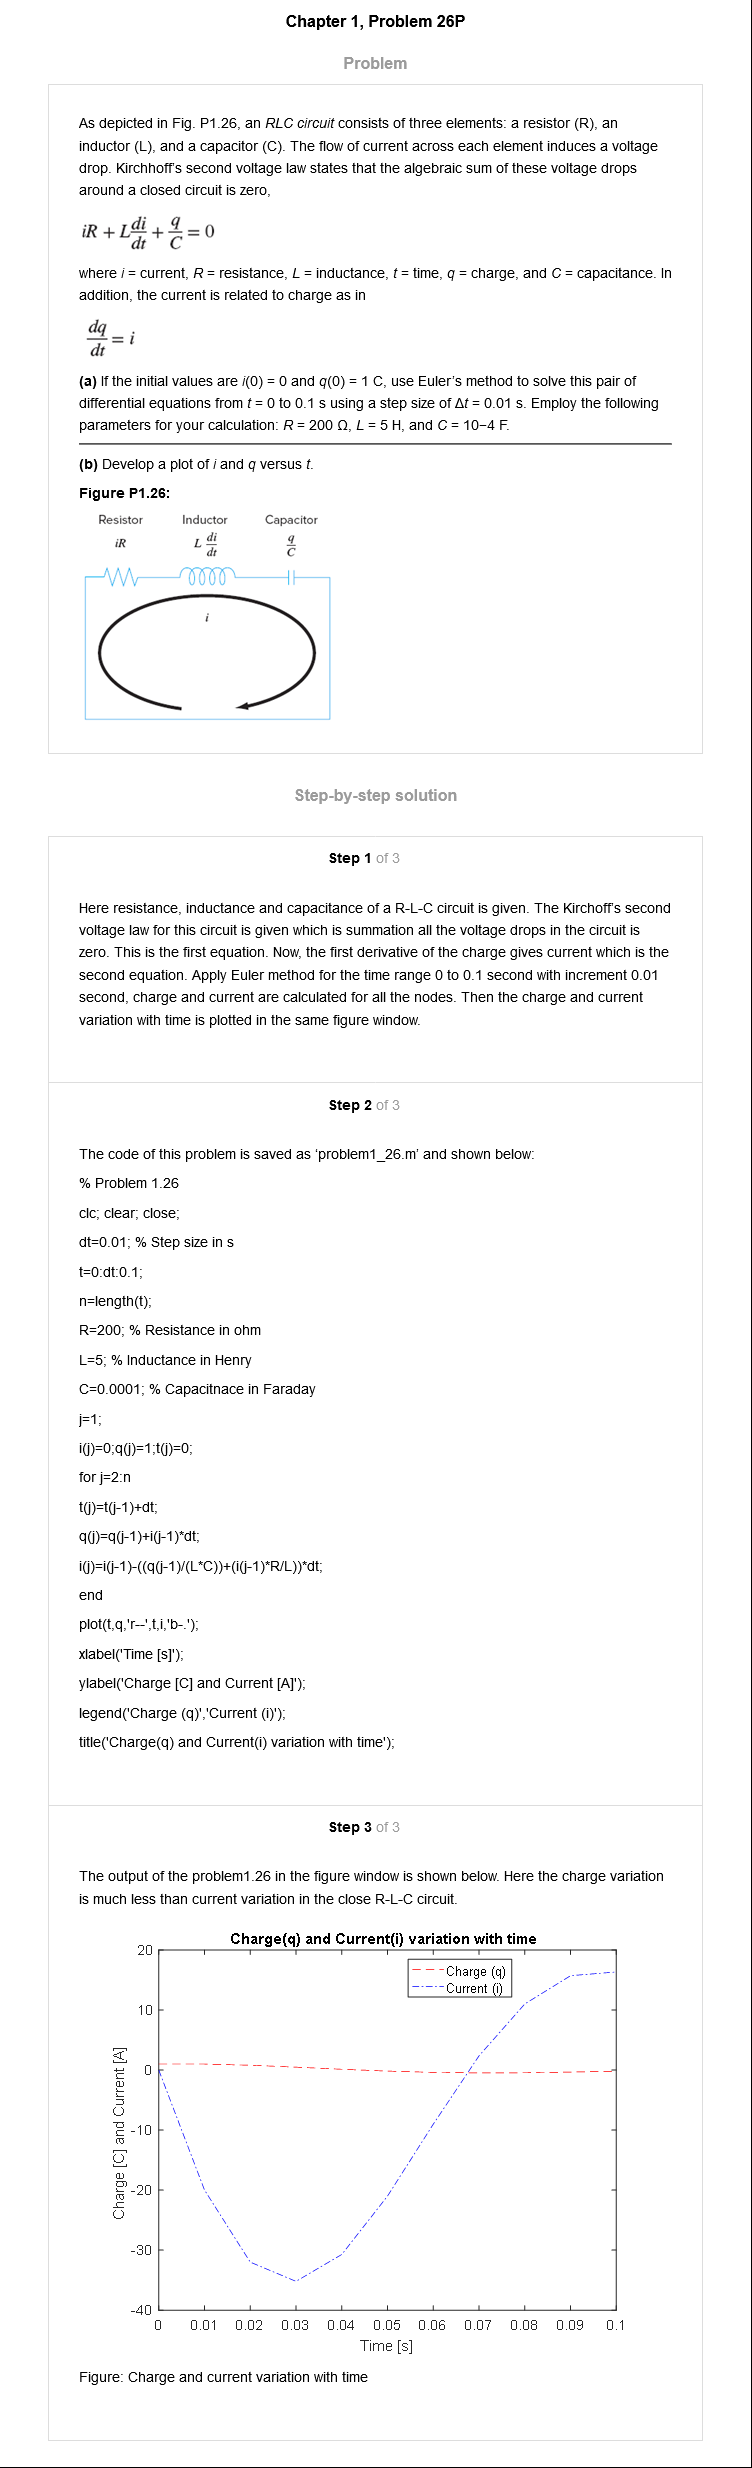 Chapter 1, Problem 26P
Problem
As depicted in Fig. P1.26, an RLC circuit consists of three elements: a resistor (R), an
inductor (L), and a capacitor (C). The flow of current across each element induces a voltage
drop. Kirchhoff's second voltage law states that the algebraic sum of these voltage drops
around a closed circuit is zero,
iR + L di/dt + q/C = 0
where i = current, R = resistance, L = inductance, t = time, q = charge, and C = capacitance. In
addition, the current is related to charge as in
dq/dt = i
(a) If the initial values are i(0) = 0 and q(0) = 1 C, use Euler's method to solve this pair of
differential equations from t = 0 to 0.1 s using a step size of Δt = 0.01 s. Employ the following
parameters for your calculation: R = 200 Ω, L = 5 H, and C = 10−4 F.
(b) Develop a plot of i and q versus t.
Figure P1.26:
Resistor Inductor Capacitor
iR L di/dt q/C
i
Step-by-step solution
Step 1 of 3
Here resistance, inductance and capacitance of a R-L-C circuit is given. The Kirchoff's second
voltage law for this circuit is given which is summation all the voltage drops in the circuit is
zero. This is the first equation. Now, the first derivative of the charge gives current which is the
second equation. Apply Euler method for the time range 0 to 0.1 second with increment 0.01
second, charge and current are calculated for all the nodes. Then the charge and current
variation with time is plotted in the same figure window.
Step 2 of 3
The code of this problem is saved as 'problem1_26.m' and shown below:
% Problem 1.26
clc; clear; close;
dt=0.01; % Step size in s
t=0:dt:0.1;
n=length(t);
R=200; % Resistance in ohm
L=5; % Inductance in Henry
C=0.0001; % Capacitnace in Faraday
j=1;
i(j)=0;q(j)=1;t(j)=0;
for j=2:n
t(j)=t(j-1)+dt;
q(j)=q(j-1)+i(j-1)*dt;
i(j)=i(j-1)-((q(j-1)/(L*C))+(i(j-1)*R/L))*dt;
end
plot(t,q,'r--',t,i,'b-.');
xlabel('Time [s]');
ylabel('Charge [C] and Current [A]');
legend('Charge (q)','Current (i)');
title('Charge(q) and Current(i) variation with time');
Step 3 of 3
The output of the problem1.26 in the figure window is shown below. Here the charge variation
is much less than current variation in the close R-L-C circuit.
Charge(q) and Current(i) variation with time
Charge (q)
Current (i)
Charge [C] and Current [A]
20
10
0
-10
-20
-30
-40
0 0.01 0.02 0.03 0.04 0.05 0.06 0.07 0.08 0.09 0.1
Time [s]
Figure: Charge and current variation with time